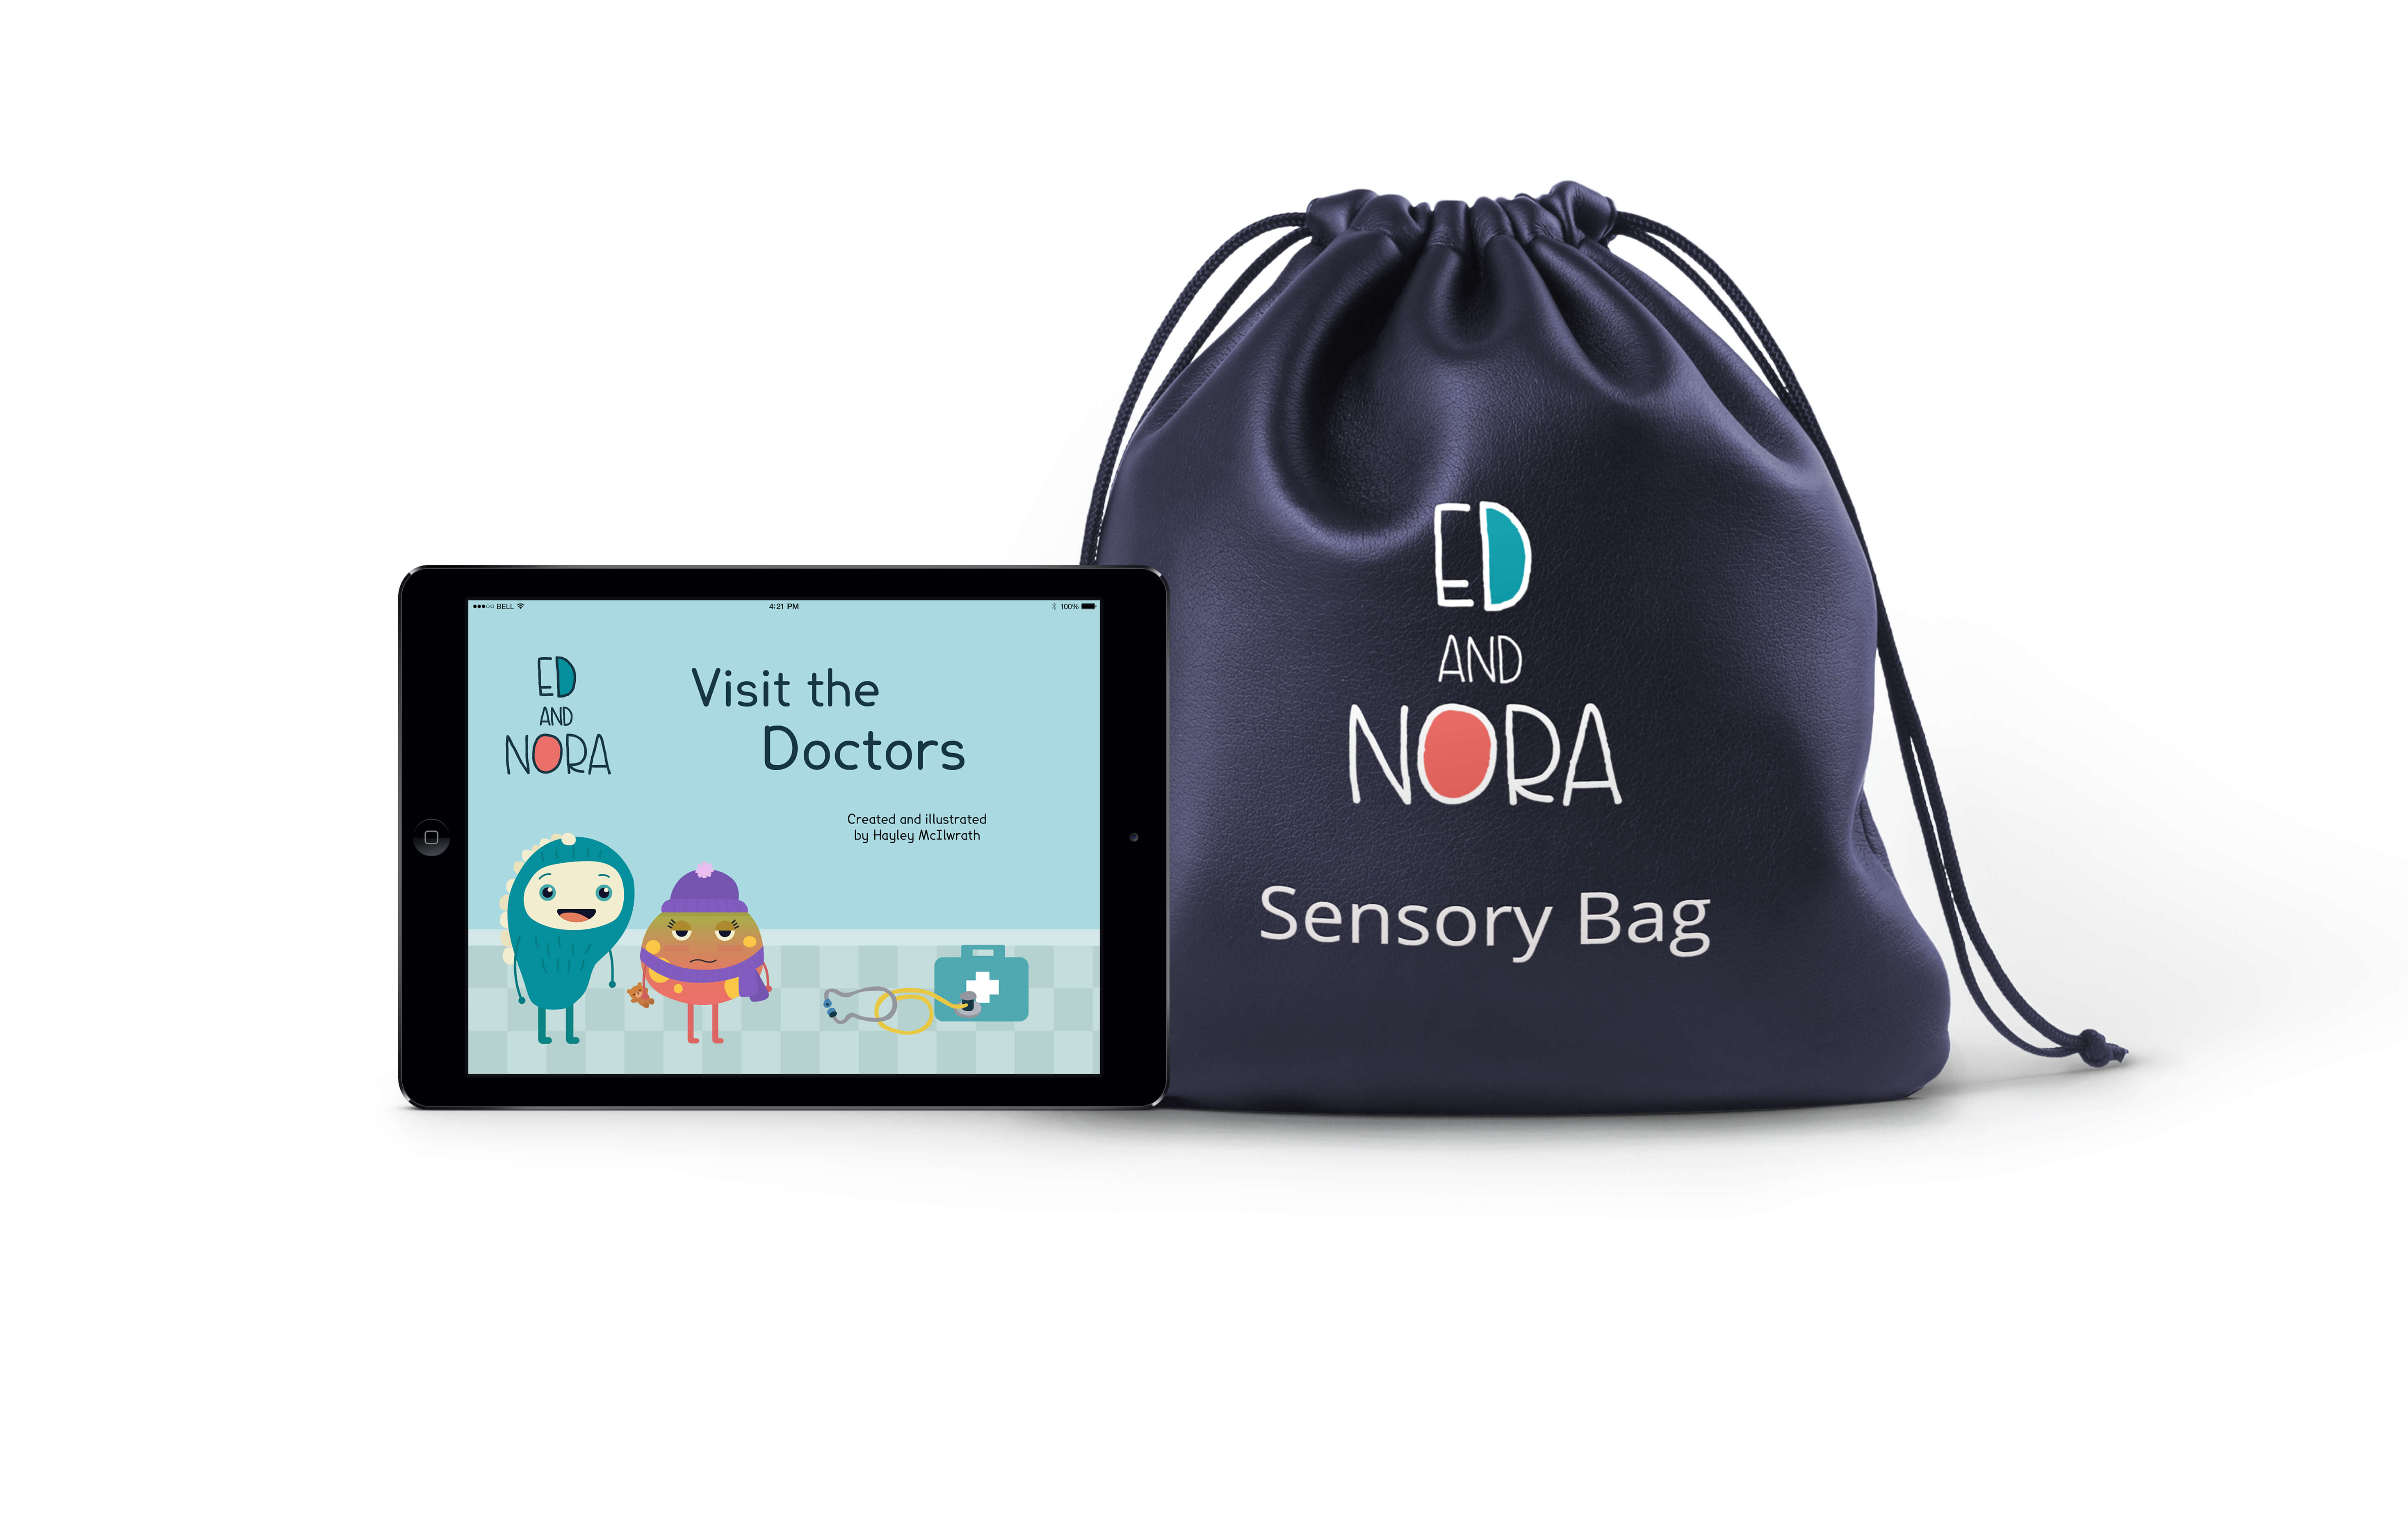 BELL
4:21 PM
100%
ED
AND
NORA
Visit the
Doctors
Created and illustrated
by Hayley McIlwrath
ED
AND
NORA
Sensory Bag